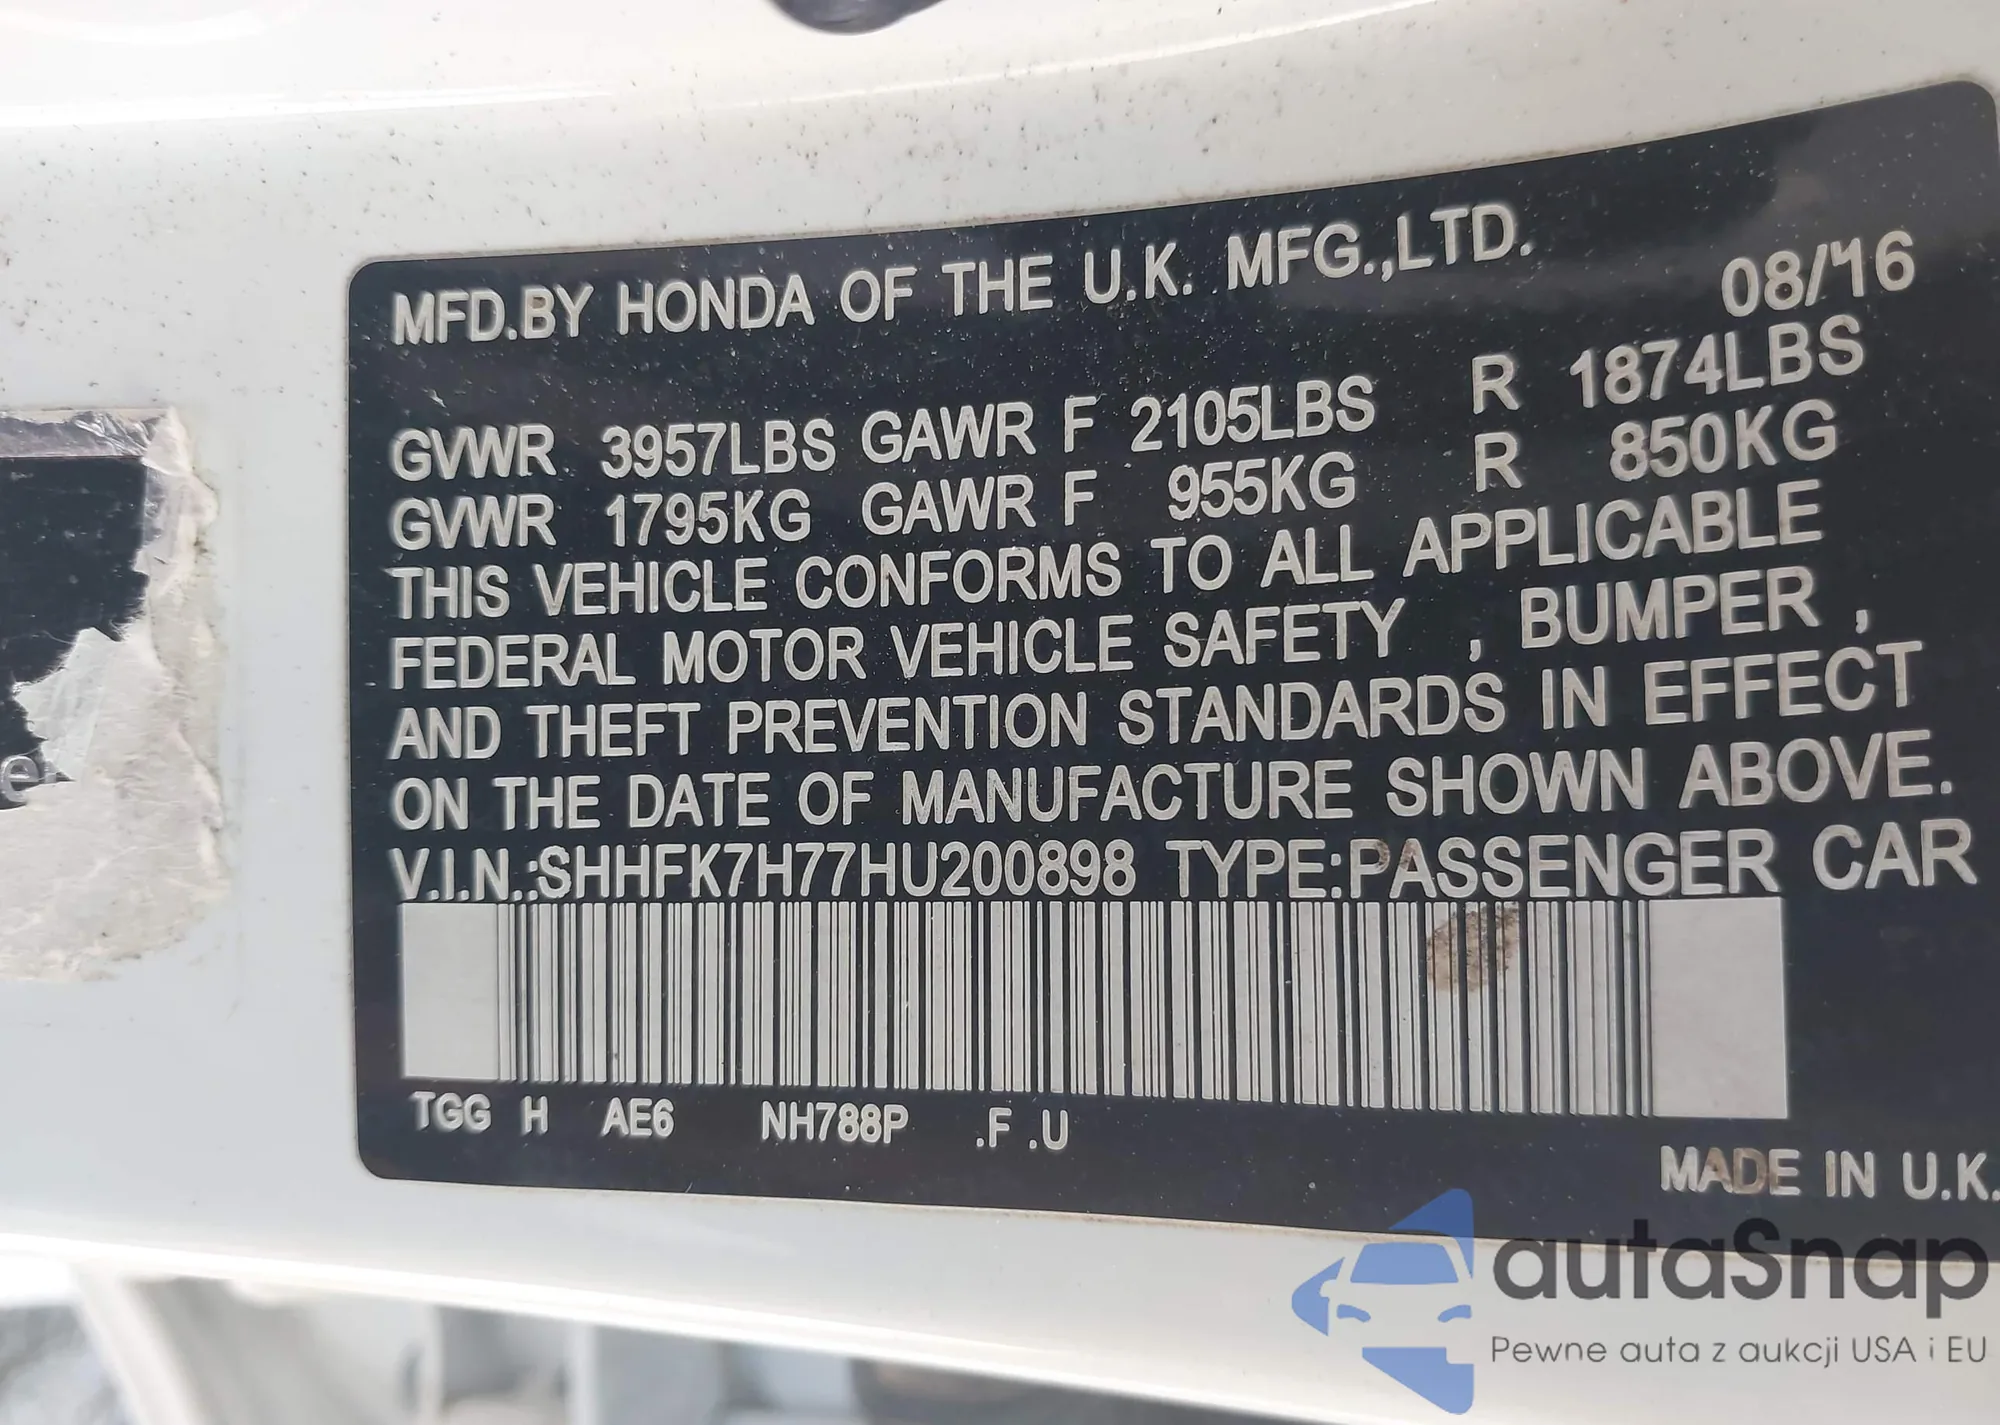 MFD.BY HONDA OF THE U.K. MFG.,LTD. 08/16
GVWR 3957LBS GAWR F 2105LBS R 1874LBS
GVWR 1795KG GAWR F 955KG R 850KG
THIS VEHICLE CONFORMS TO ALL APPLICABLE
FEDERAL MOTOR VEHICLE SAFETY , BUMPER ,
AND THEFT PREVENTION STANDARDS IN EFFECT
ON THE DATE OF MANUFACTURE SHOWN ABOVE.
V.I.N.:SHHFK7H77HU200898 TYPE:PASSENGER CAR
TGG H AE6 NH788P .F .U
MADE IN U.K.
autaSnap
Pewne auta z aukcji USA i EU